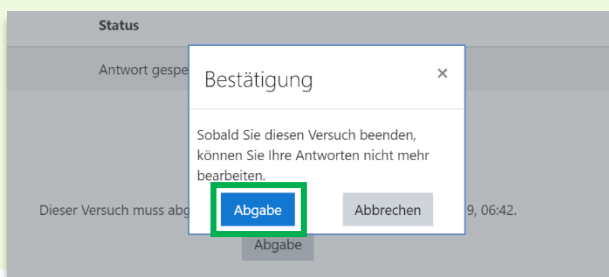 Status
Antwort gespe
Bestätigung ×
Sobald Sie diesen Versuch beenden,
können Sie Ihre Antworten nicht mehr
bearbeiten.
Abgabe Abbrechen
Dieser Versuch muss abg 9, 06:42.
Abgabe